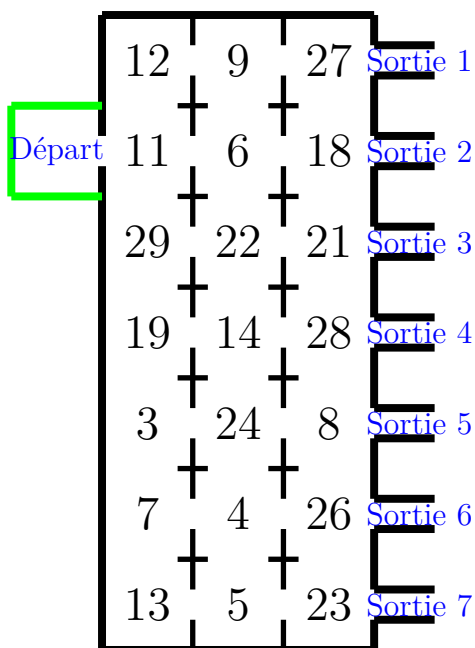 12 9 27 Sortie 1
Départ 11 6 18 Sortie 2
29 22 21 Sortie 3
19 14 28 Sortie 4
3 24 8 Sortie 5
7 4 26 Sortie 6
13 5 23 Sortie 7